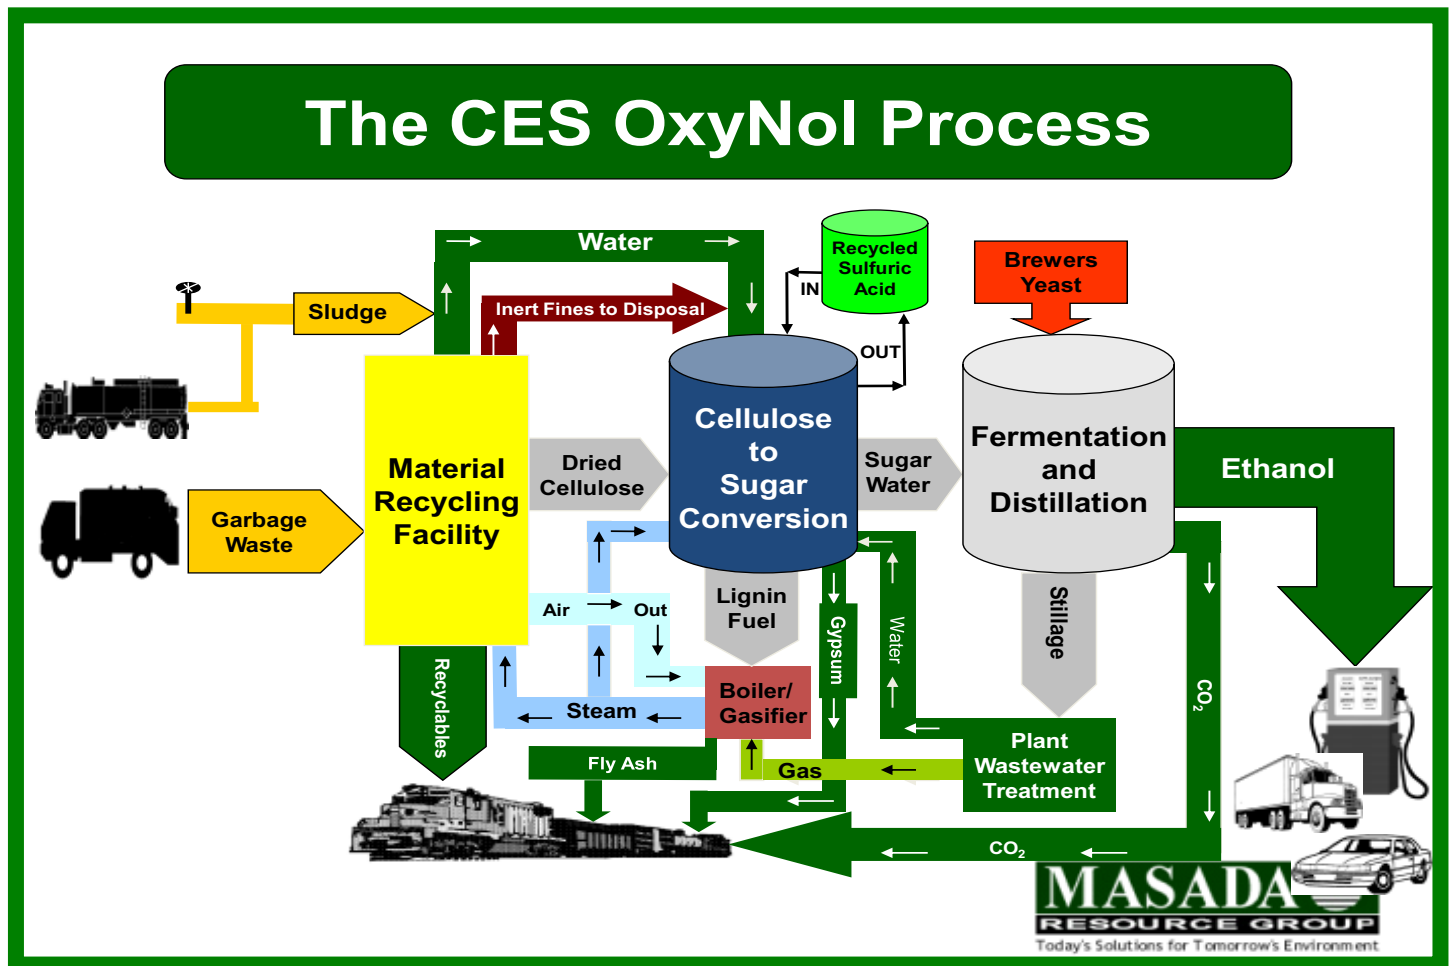 The CES OxyNol Process
Water
Recycled
Sulfuric
Acid
Brewers
Yeast
IN
Sludge
Inert Fines to Disposal
OUT
Cellulose
to
Sugar
Conversion
Fermentation
and
Distillation
Material
Recycling
Facility
Dried
Cellulose
Sugar
Water
Ethanol
Garbage
Waste
Air
Out
Lignin
Fuel
Gypsum
Water
Stillage
Recyclables
Steam
Boiler/
Gasifier
CO₂
Fly Ash
Gas
Plant
Wastewater
Treatment
CO₂
MASADA
RESOURCE GROUP
Today's Solutions for Tomorrow's Environment